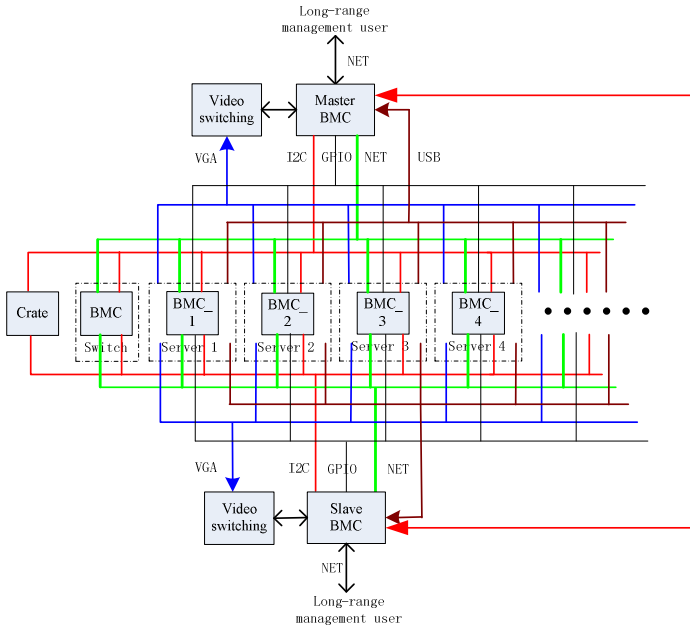 Long-range
management user
NET
Video
switching
Master
BMC
VGA
I2C
GPIO
NET
USB
Crate
BMC
BMC_
1
BMC_
2
BMC_
3
BMC_
4
Switch
Server 1
Server 2
Server 3
Server 4
VGA
I2C
GPIO
NET
Video
switching
Slave
BMC
NET
Long-range
management user